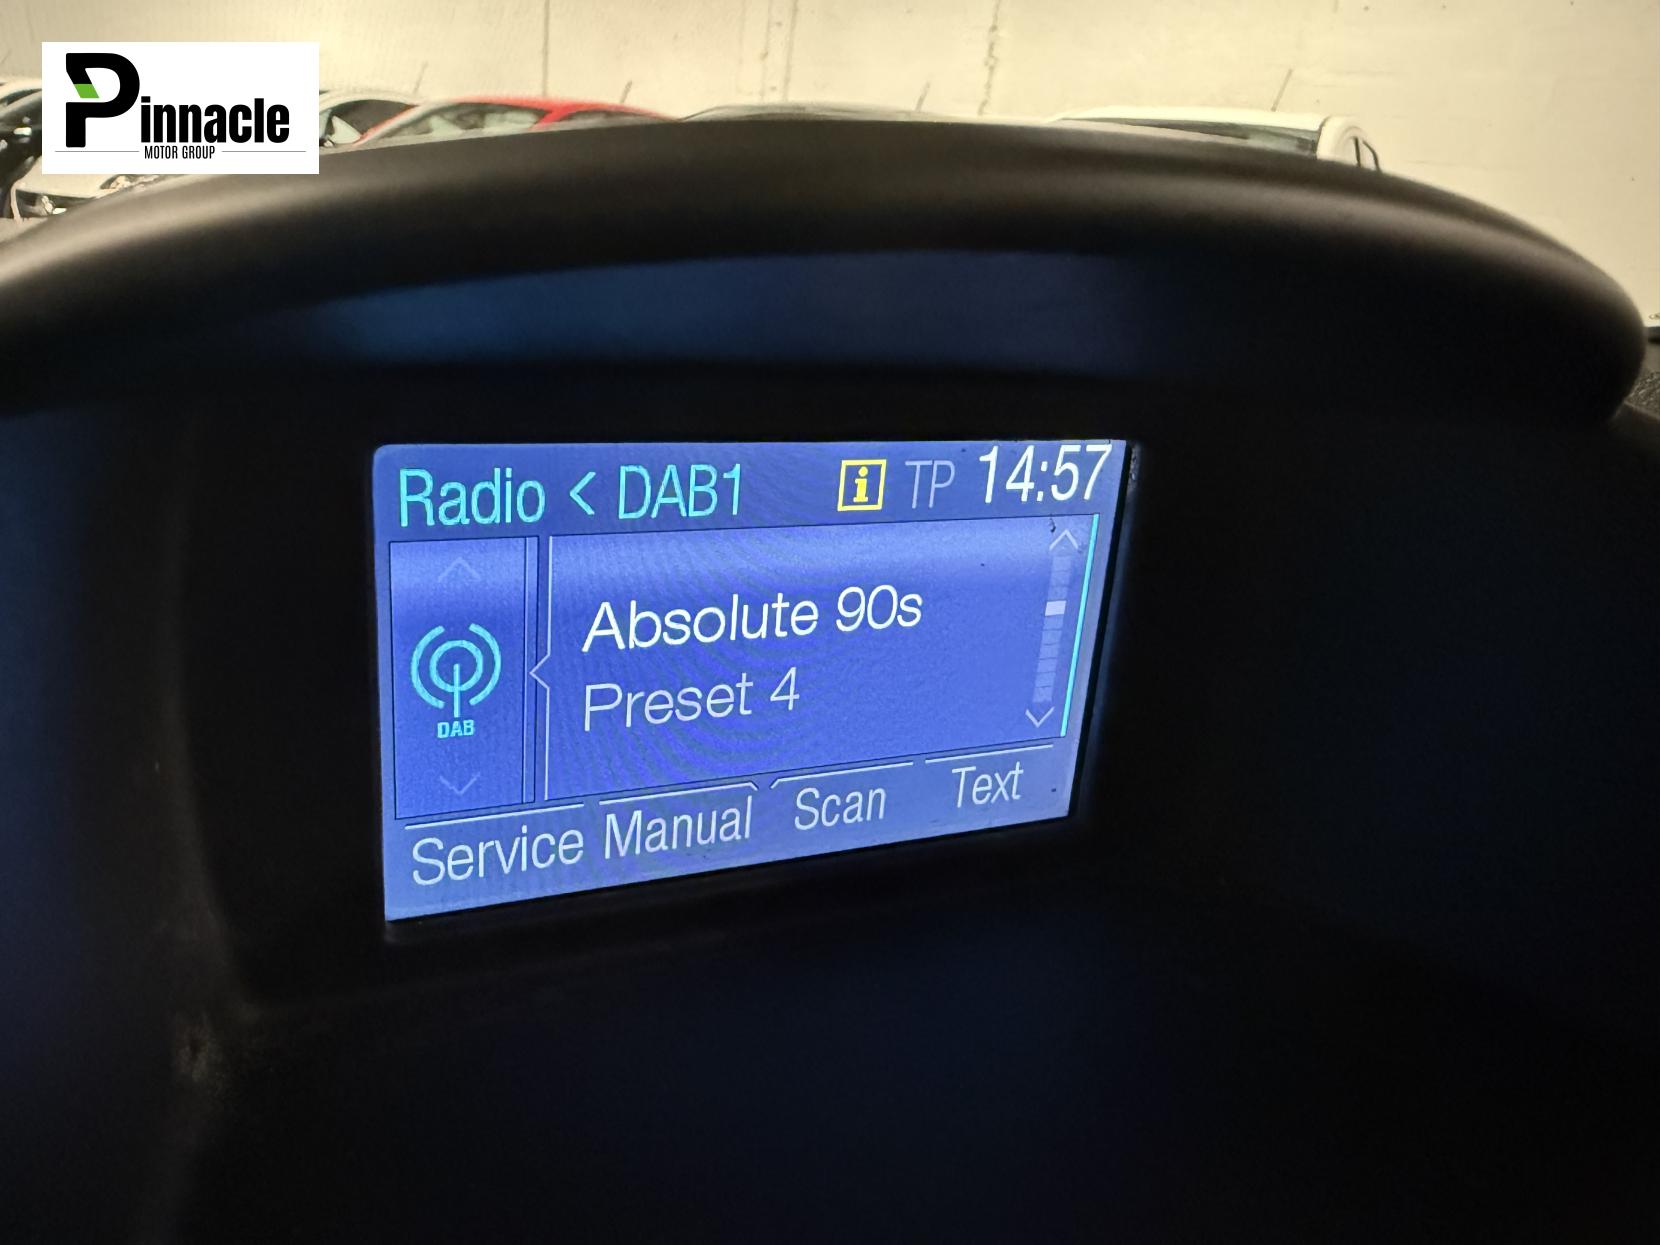 Pinnacle
MOTOR GROUP
Radio < DAB1 i TP 14:57
Absolute 90s
Preset 4
DAB
Service Manual Scan Text